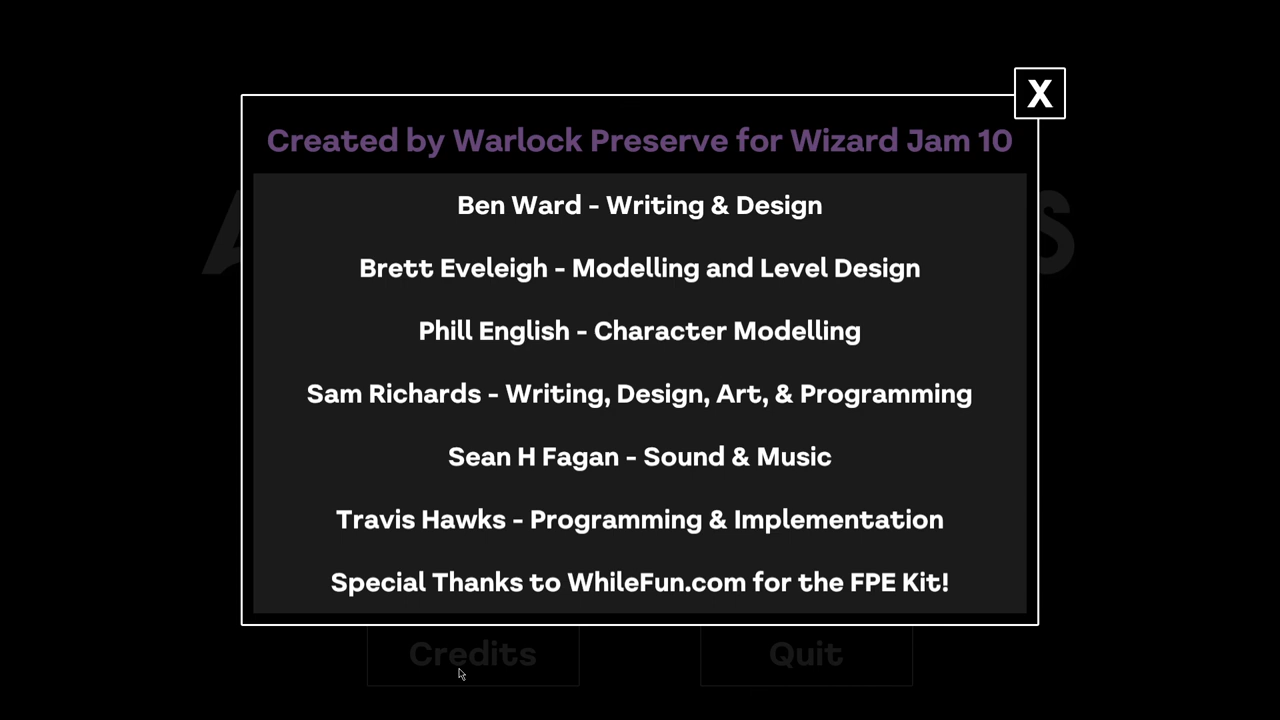 X
Created by Warlock Preserve for Wizard Jam 10
Ben Ward - Writing & Design
Brett Eveleigh - Modelling and Level Design
Phill English - Character Modelling
Sam Richards - Writing, Design, Art, & Programming
Sean H Fagan - Sound & Music
Travis Hawks - Programming & Implementation
Special Thanks to WhileFun.com for the FPE Kit!
Credits
Quit